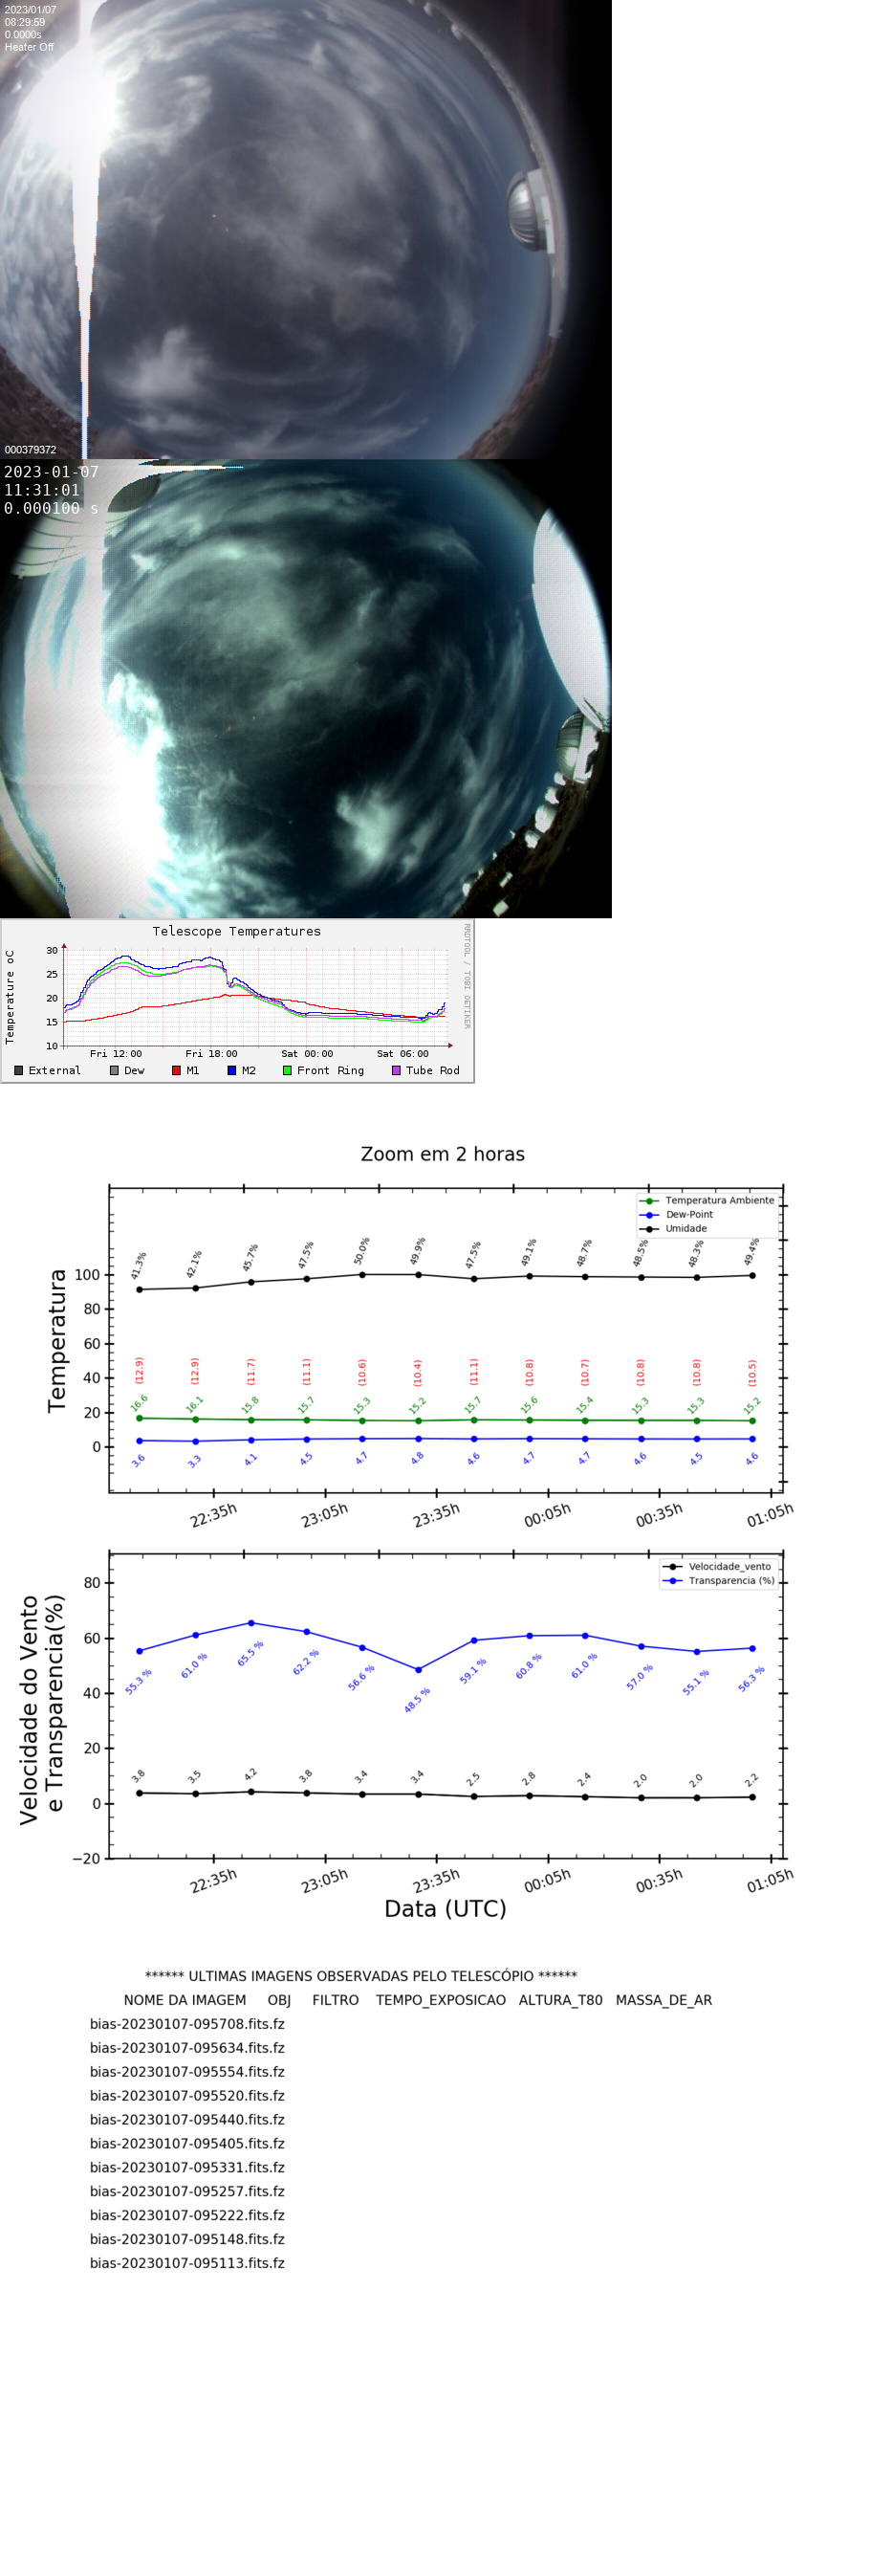 2023/01/07
08:29:59
0.0000s
Heater Off
000379372
2023-01-07
11:31:01
0.000100 s
Telescope Temperatures
RRDTOOL / TOBI OETIKER
Temperature oC
30
25
20
15
10
Fri 12:00 Fri 18:00 Sat 00:00 Sat 06:00
External Dew M1 M2 Front Ring Tube Rod
Zoom em 2 horas
Temperatura Ambiente
Dew-Point
Umidade
Temperatura
100
80
60
40
20
0
41.3% 42.1% 45.7% 47.5% 50.0% 49.9% 47.5% 49.1% 48.7% 48.5% 48.3% 49.4%
(12.9) (12.9) (11.7) (11.1) (10.6) (10.4) (11.1) (10.8) (10.7) (10.8) (10.8) (10.5)
16.6 16.1 15.8 15.7 15.3 15.2 15.7 15.6 15.4 15.3 15.3 15.2
3.6 3.3 4.1 4.5 4.7 4.8 4.6 4.7 4.7 4.6 4.5 4.6
22:35h 23:05h 23:35h 00:05h 00:35h 01:05h
Velocidade_vento
Transparencia (%)
Velocidade do Vento
e Transparencia(%)
80
60
40
20
0
−20
55.3 % 61.0 % 65.5 % 62.2 % 56.6 % 48.5 % 59.1 % 60.8 % 61.0 % 57.0 % 55.1 % 56.3 %
3.8 3.5 4.2 3.8 3.4 3.4 2.5 2.8 2.4 2.0 2.0 2.2
22:35h 23:05h 23:35h 00:05h 00:35h 01:05h
Data (UTC)
****** ULTIMAS IMAGENS OBSERVADAS PELO TELESCÓPIO ******
NOME DA IMAGEM OBJ FILTRO TEMPO_EXPOSICAO ALTURA_T80 MASSA_DE_AR
bias-20230107-095708.fits.fz
bias-20230107-095634.fits.fz
bias-20230107-095554.fits.fz
bias-20230107-095520.fits.fz
bias-20230107-095440.fits.fz
bias-20230107-095405.fits.fz
bias-20230107-095331.fits.fz
bias-20230107-095257.fits.fz
bias-20230107-095222.fits.fz
bias-20230107-095148.fits.fz
bias-20230107-095113.fits.fz